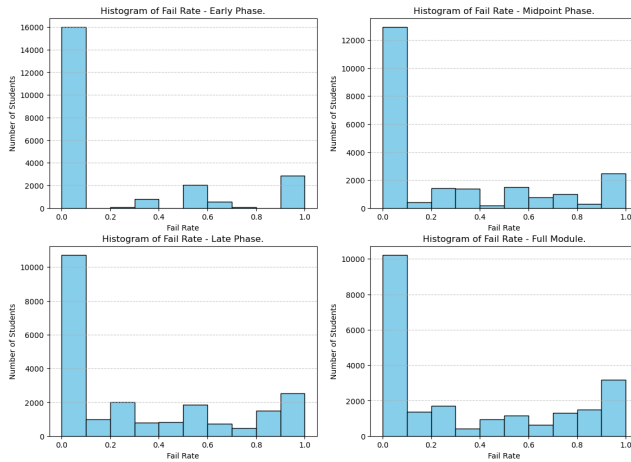 Histogram of Fail Rate - Early Phase.
Number of Students
16000
14000
12000
10000
8000
6000
4000
2000
0
0.0 0.2 0.4 0.6 0.8 1.0
Fail Rate
Histogram of Fail Rate - Midpoint Phase.
Number of Students
12000
10000
8000
6000
4000
2000
0
0.0 0.2 0.4 0.6 0.8 1.0
Fail Rate
Histogram of Fail Rate - Late Phase.
Number of Students
10000
8000
6000
4000
2000
0
0.0 0.2 0.4 0.6 0.8 1.0
Fail Rate
Histogram of Fail Rate - Full Module.
Number of Students
10000
8000
6000
4000
2000
0
0.0 0.2 0.4 0.6 0.8 1.0
Fail Rate